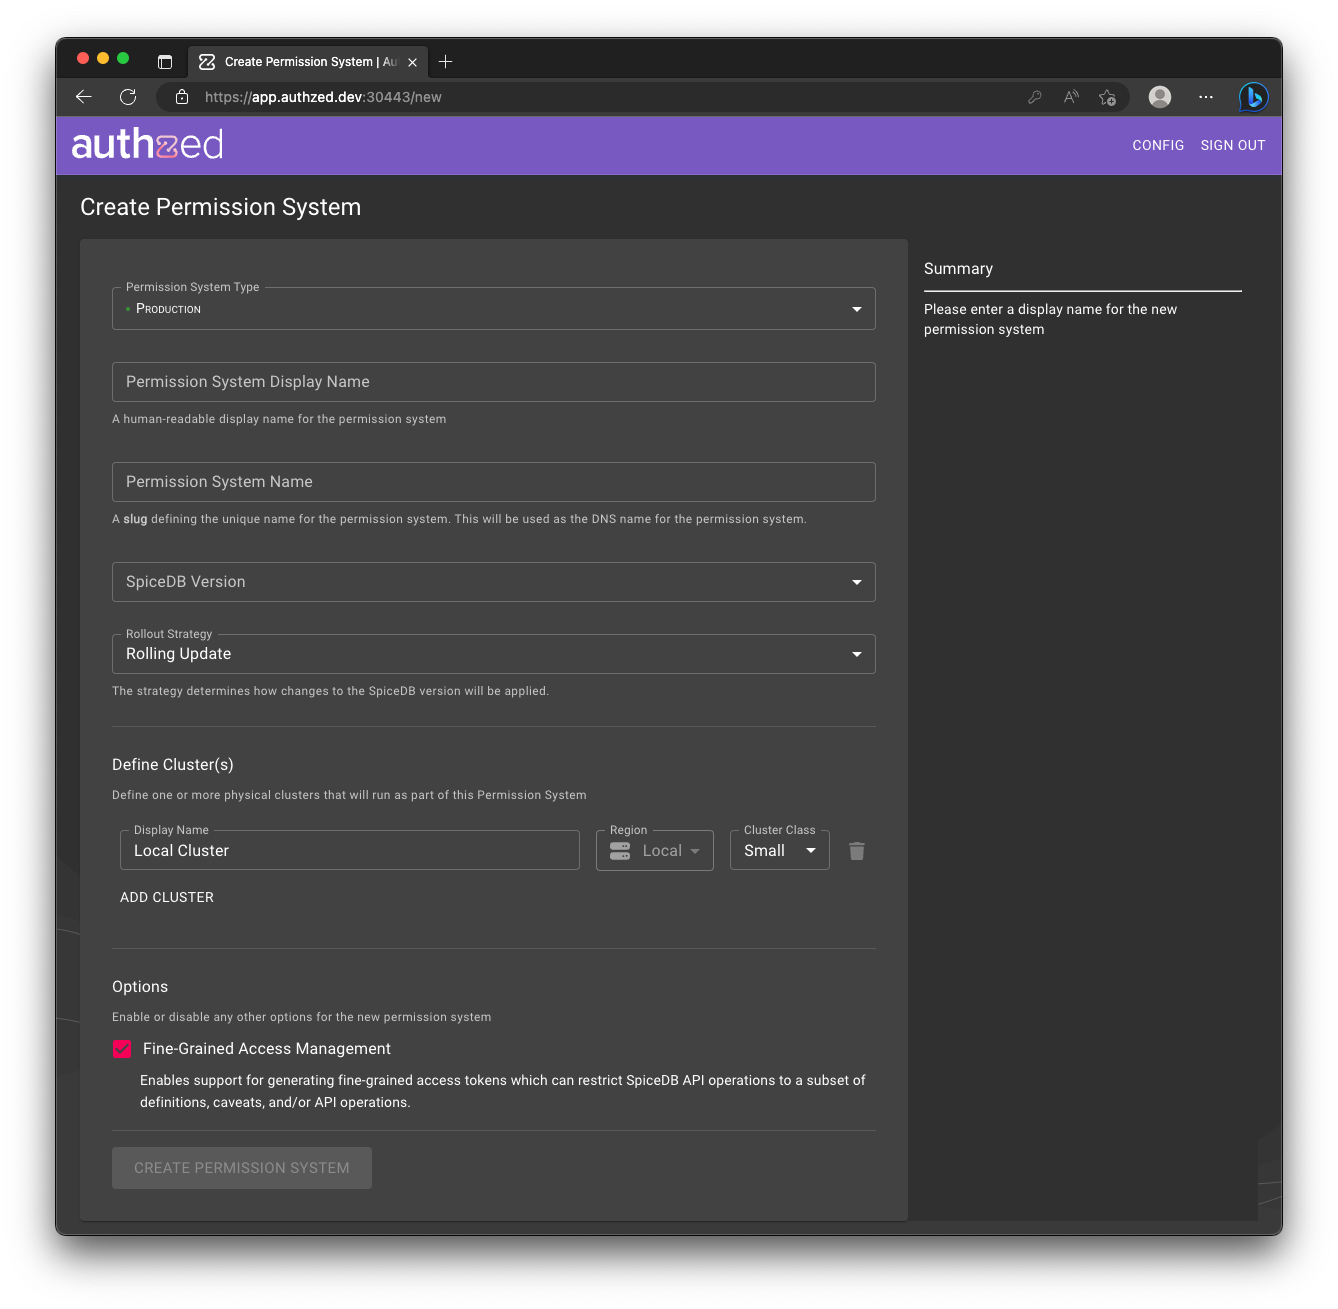 Create Permission System | Au
https://app.authzed.dev:30443/new
authzed
CONFIG
SIGN OUT
Create Permission System
Permission System Type
Production
Permission System Display Name
A human-readable display name for the permission system
Permission System Name
A slug defining the unique name for the permission system. This will be used as the DNS name for the permission system.
SpiceDB Version
Rollout Strategy
Rolling Update
The strategy determines how changes to the SpiceDB version will be applied.
Define Cluster(s)
Define one or more physical clusters that will run as part of this Permission System
Display Name
Local Cluster
Region
Local
Cluster Class
Small
ADD CLUSTER
Options
Enable or disable any other options for the new permission system
Fine-Grained Access Management
Enables support for generating fine-grained access tokens which can restrict SpiceDB API operations to a subset of
definitions, caveats, and/or API operations.
CREATE PERMISSION SYSTEM
Summary
Please enter a display name for the new
permission system